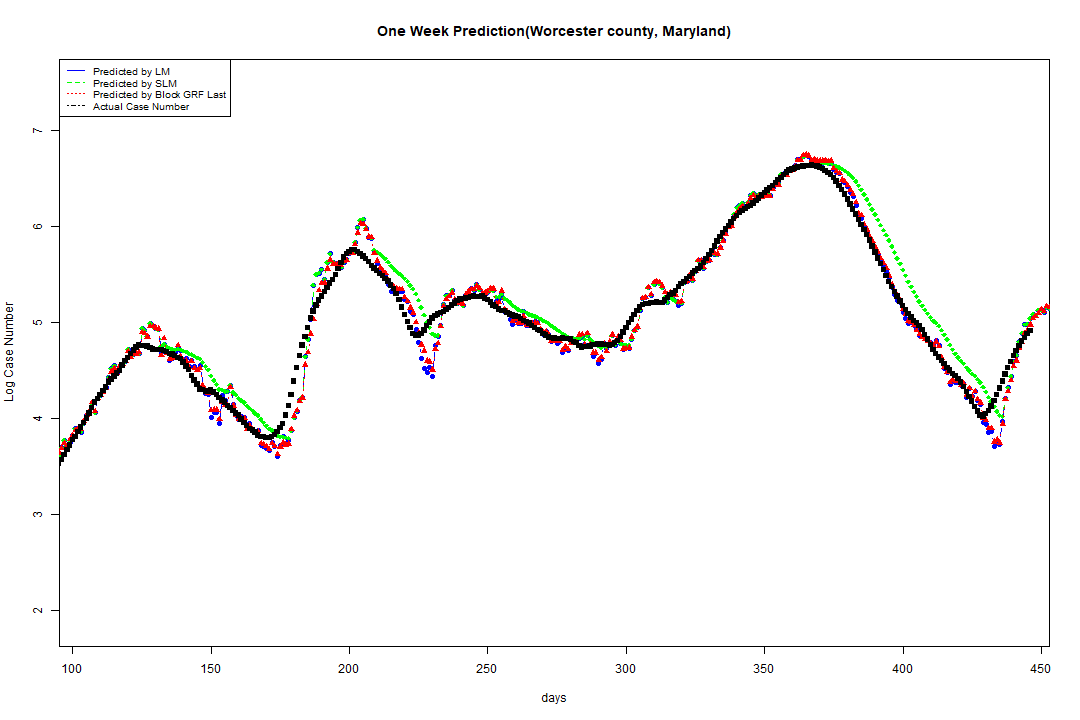 One Week Prediction(Worcester county, Maryland)
Predicted by LM
Predicted by SLM
Predicted by Block GRF Last
Actual Case Number
7
6
5
4
3
2
Log Case Number
100 150 200 250 300 350 400 450
days